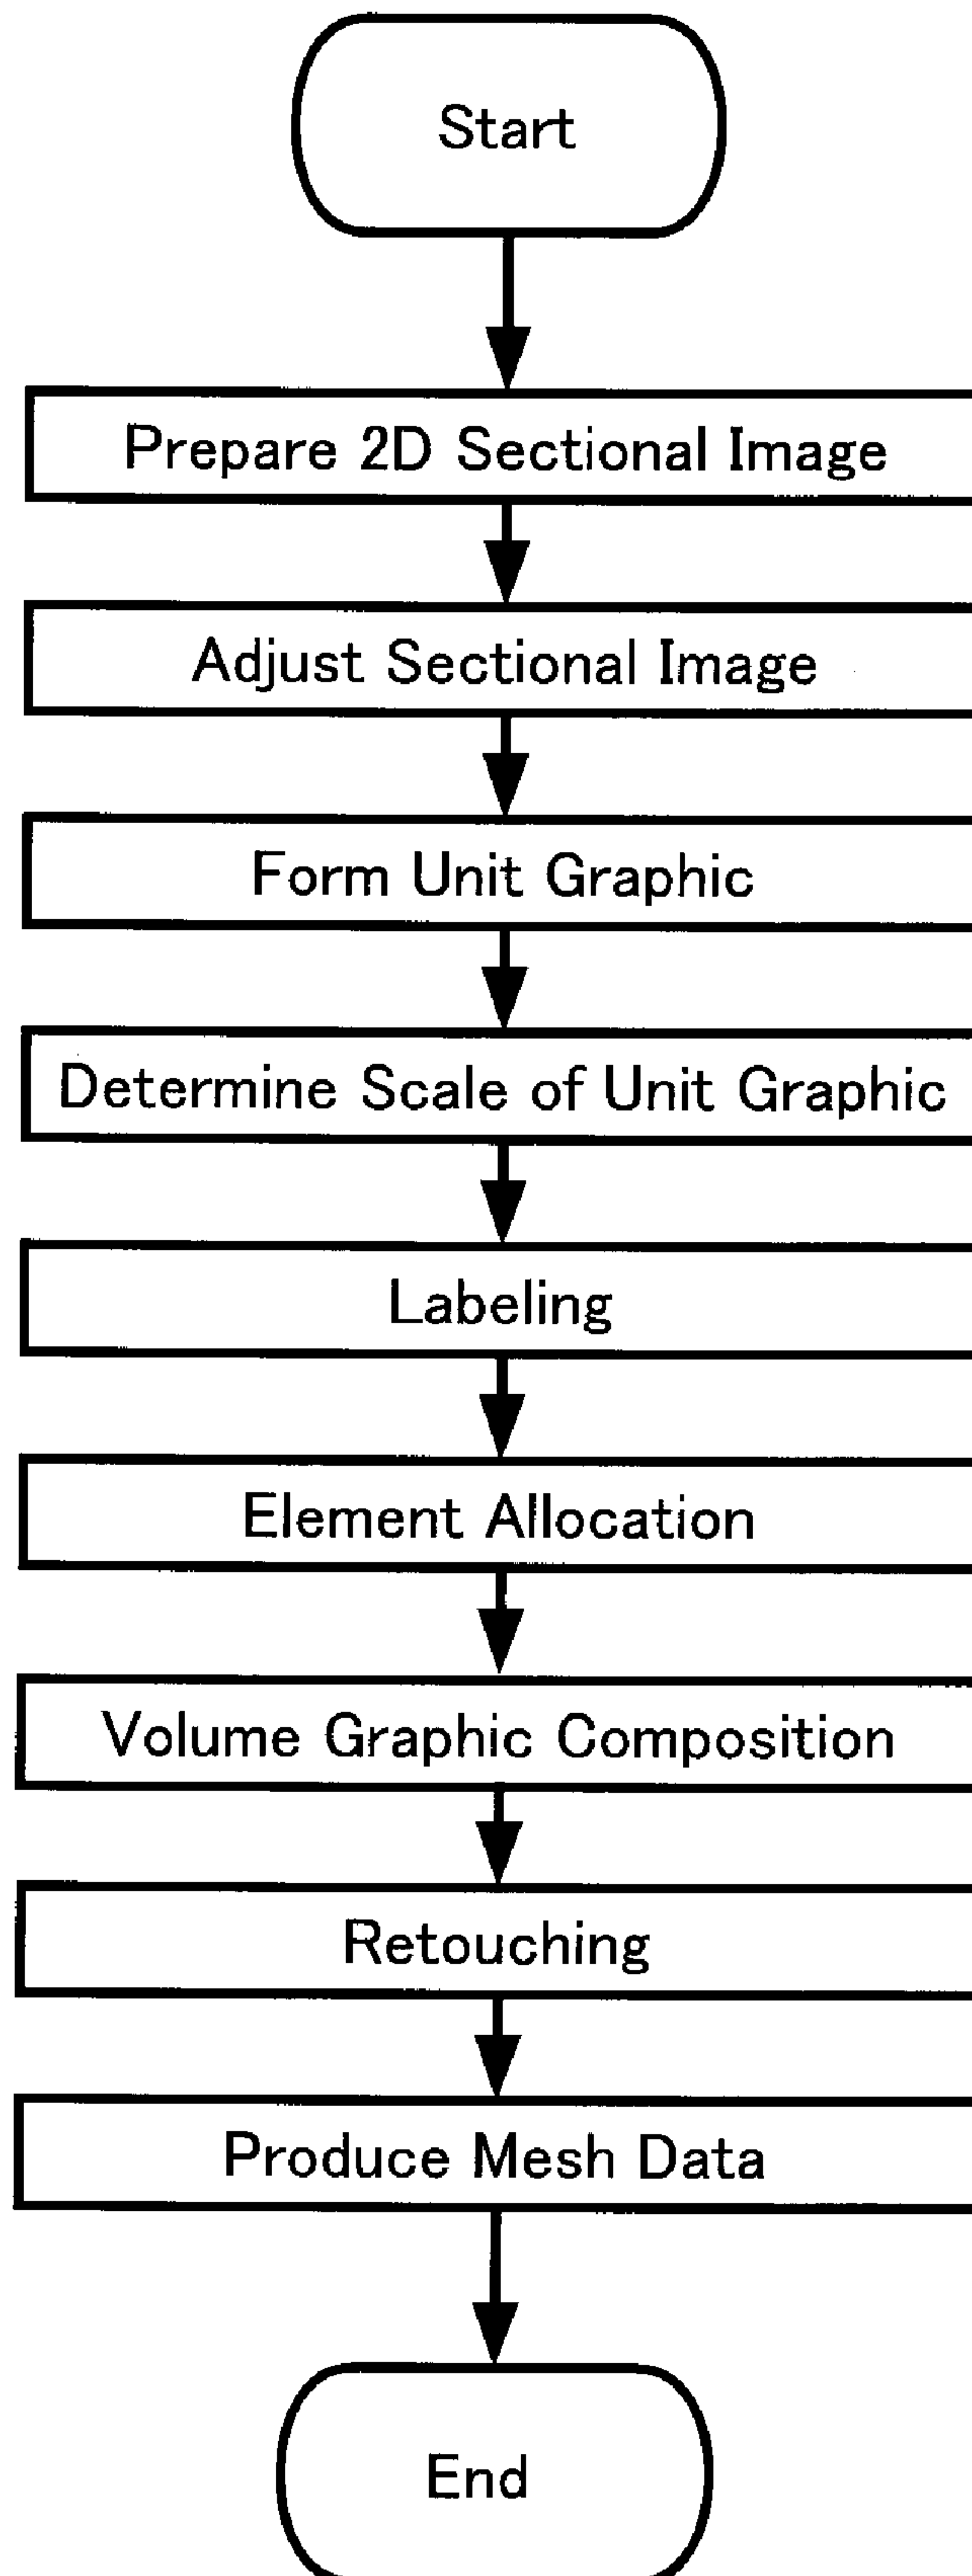 Start
Prepare 2D Sectional Image
Adjust Sectional Image
Form Unit Graphic
Determine Scale of Unit Graphic
Labeling
Element Allocation
Volume Graphic Composition
Retouching
Produce Mesh Data
End